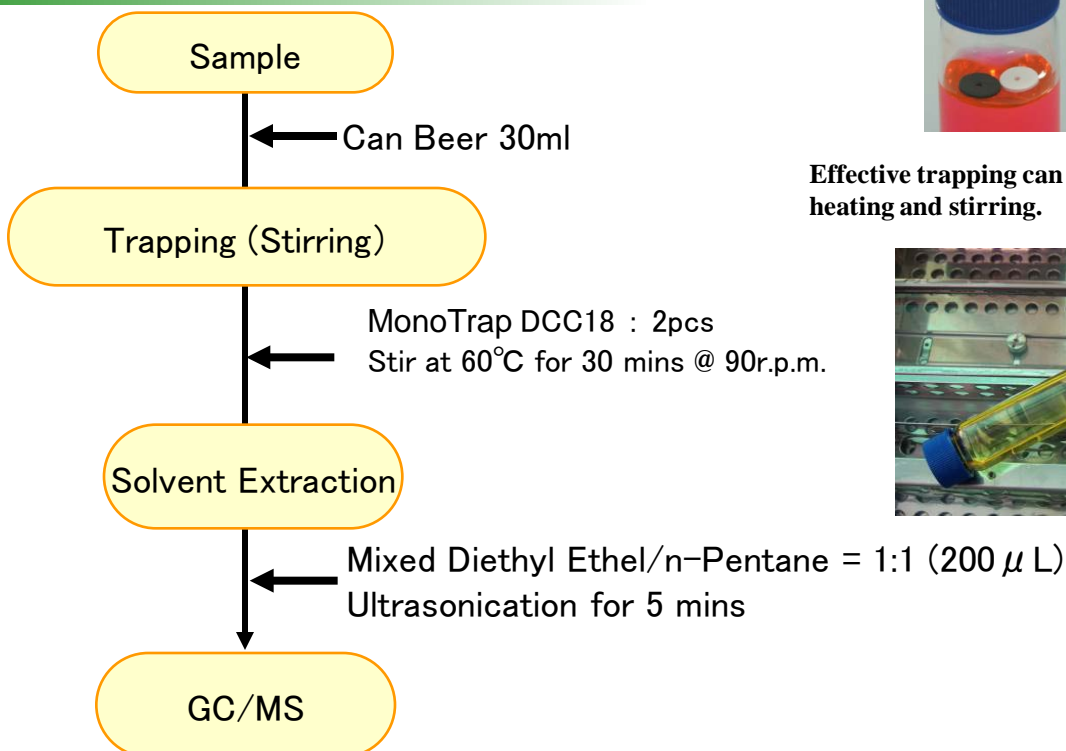 Sample
Can Beer 30ml
Effective trapping can
heating and stirring.
Trapping (Stirring)
MonoTrap DCC18 : 2pcs
Stir at 60℃ for 30 mins @ 90r.p.m.
Solvent Extraction
Mixed Diethyl Ethel/n-Pentane = 1:1 (200μL)
Ultrasonication for 5 mins
GC/MS